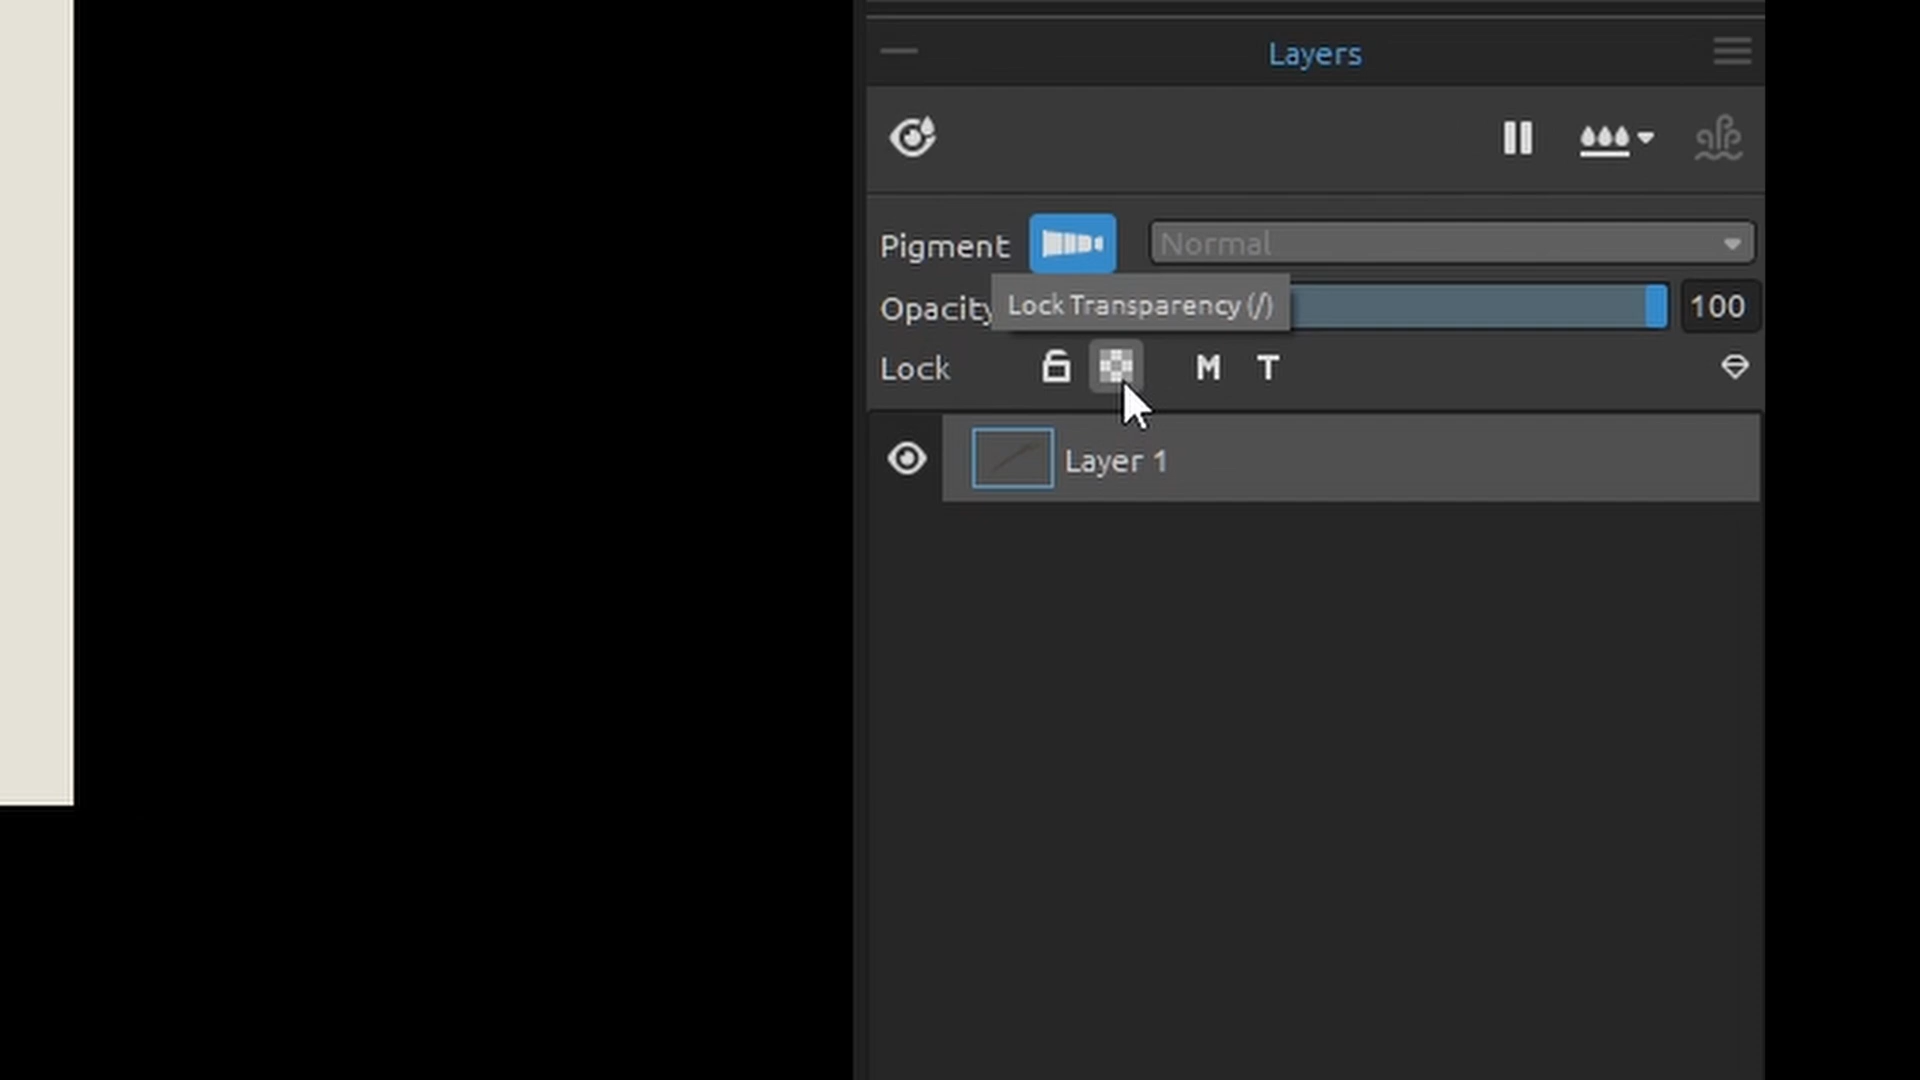 Layers
Pigment
Normal
Opacity
Lock Transparency (/)
100
Lock
M
T
Layer 1